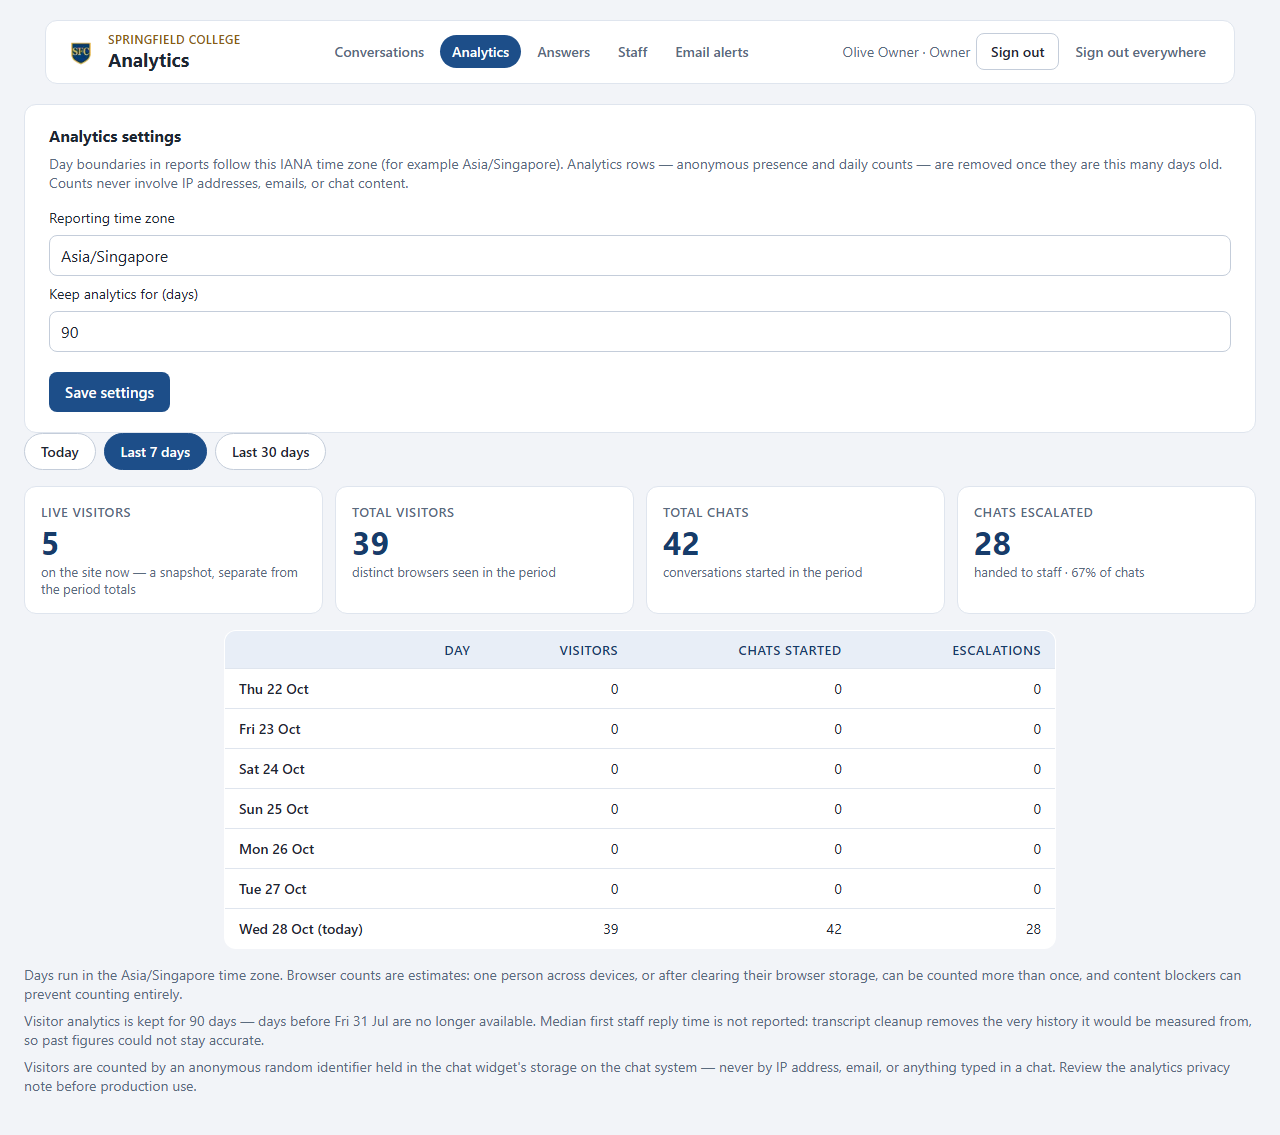 SFC
SPRINGFIELD COLLEGE
Analytics
Conversations
Analytics
Answers
Staff
Email alerts
Olive Owner · Owner
Sign out
Sign out everywhere
Analytics settings
Day boundaries in reports follow this IANA time zone (for example Asia/Singapore). Analytics rows — anonymous presence and daily counts — are removed once they are this many days old.
Counts never involve IP addresses, emails, or chat content.
Reporting time zone
Asia/Singapore
Keep analytics for (days)
90
Save settings
Today
Last 7 days
Last 30 days
LIVE VISITORS
5
on the site now — a snapshot, separate from
the period totals
TOTAL VISITORS
39
distinct browsers seen in the period
TOTAL CHATS
42
conversations started in the period
CHATS ESCALATED
28
handed to staff · 67% of chats
DAY VISITORS CHATS STARTED ESCALATIONS
Thu 22 Oct 0 0 0
Fri 23 Oct 0 0 0
Sat 24 Oct 0 0 0
Sun 25 Oct 0 0 0
Mon 26 Oct 0 0 0
Tue 27 Oct 0 0 0
Wed 28 Oct (today) 39 42 28
Days run in the Asia/Singapore time zone. Browser counts are estimates: one person across devices, or after clearing their browser storage, can be counted more than once, and content blockers can
prevent counting entirely.
Visitor analytics is kept for 90 days — days before Fri 31 Jul are no longer available. Median first staff reply time is not reported: transcript cleanup removes the very history it would be measured from,
so past figures could not stay accurate.
Visitors are counted by an anonymous random identifier held in the chat widget's storage on the chat system — never by IP address, email, or anything typed in a chat. Review the analytics privacy
note before production use.